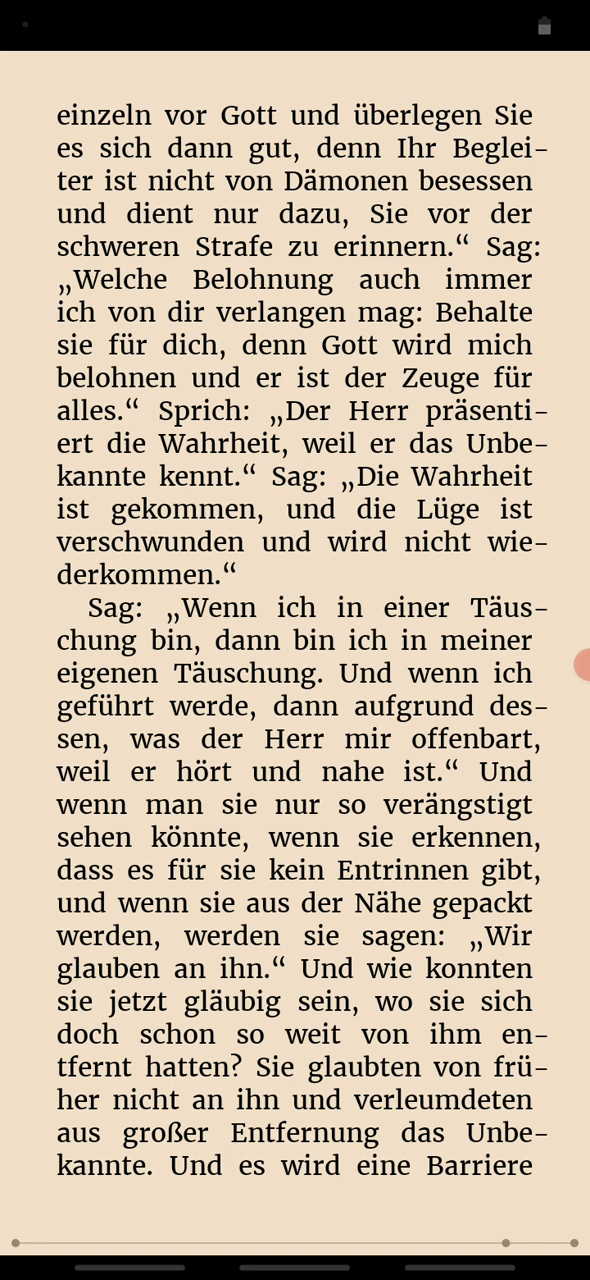 einzeln vor Gott und überlegen Sie
es sich dann gut, denn Ihr Beglei-
ter ist nicht von Dämonen besessen
und dient nur dazu, Sie vor der
schweren Strafe zu erinnern.“ Sag:
„Welche Belohnung auch immer
ich von dir verlangen mag: Behalte
sie für dich, denn Gott wird mich
belohnen und er ist der Zeuge für
alles.“ Sprich: „Der Herr präsenti-
ert die Wahrheit, weil er das Unbe-
kannte kennt.“ Sag: „Die Wahrheit
ist gekommen, und die Lüge ist
verschwunden und wird nicht wie-
derkommen.“
Sag: „Wenn ich in einer Täus-
chung bin, dann bin ich in meiner
eigenen Täuschung. Und wenn ich
geführt werde, dann aufgrund des-
sen, was der Herr mir offenbart,
weil er hört und nahe ist.“ Und
wenn man sie nur so verängstigt
sehen könnte, wenn sie erkennen,
dass es für sie kein Entrinnen gibt,
und wenn sie aus der Nähe gepackt
werden, werden sie sagen: „Wir
glauben an ihn.“ Und wie konnten
sie jetzt gläubig sein, wo sie sich
doch schon so weit von ihm en-
tfernt hatten? Sie glaubten von frü-
her nicht an ihn und verleumdeten
aus großer Entfernung das Unbe-
kannte. Und es wird eine Barriere